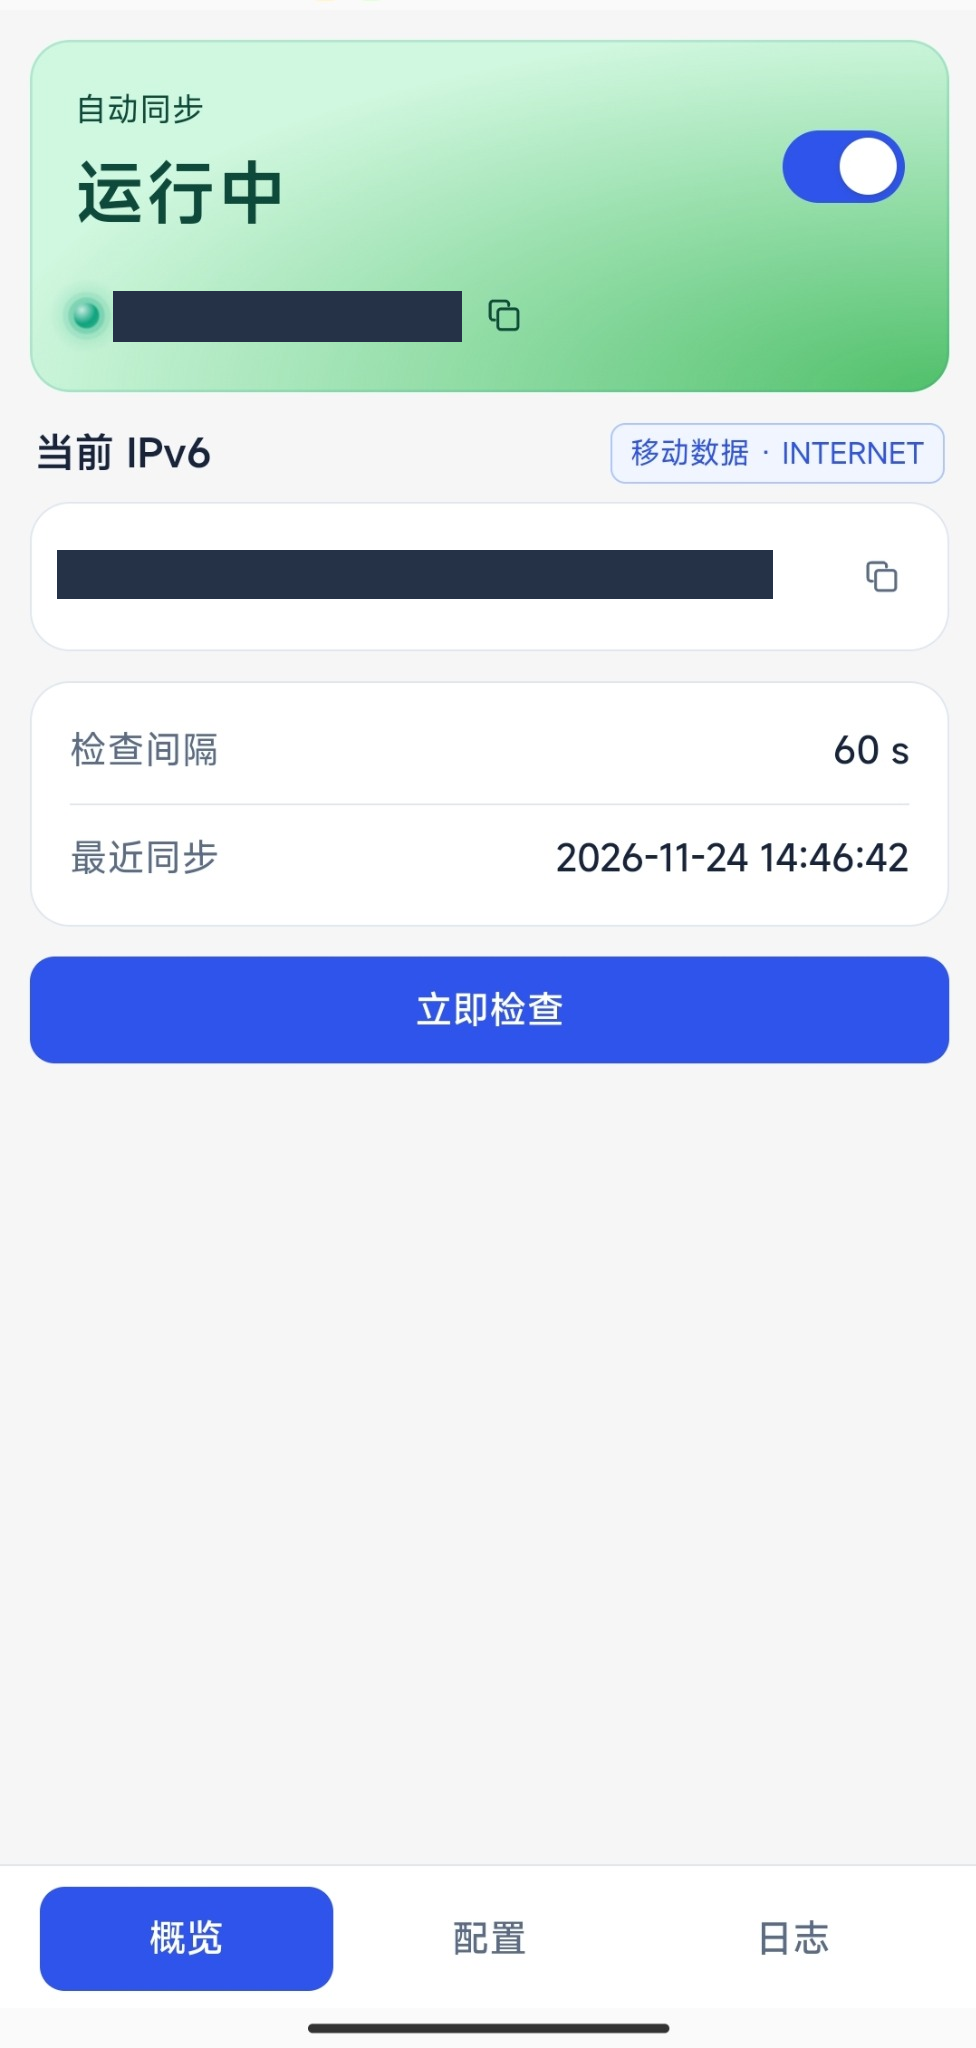 自动同步
运行中
当前 IPv6
移动数据 · INTERNET
检查间隔
60 s
最近同步
2026-11-24 14:46:42
立即检查
概览
配置
日志